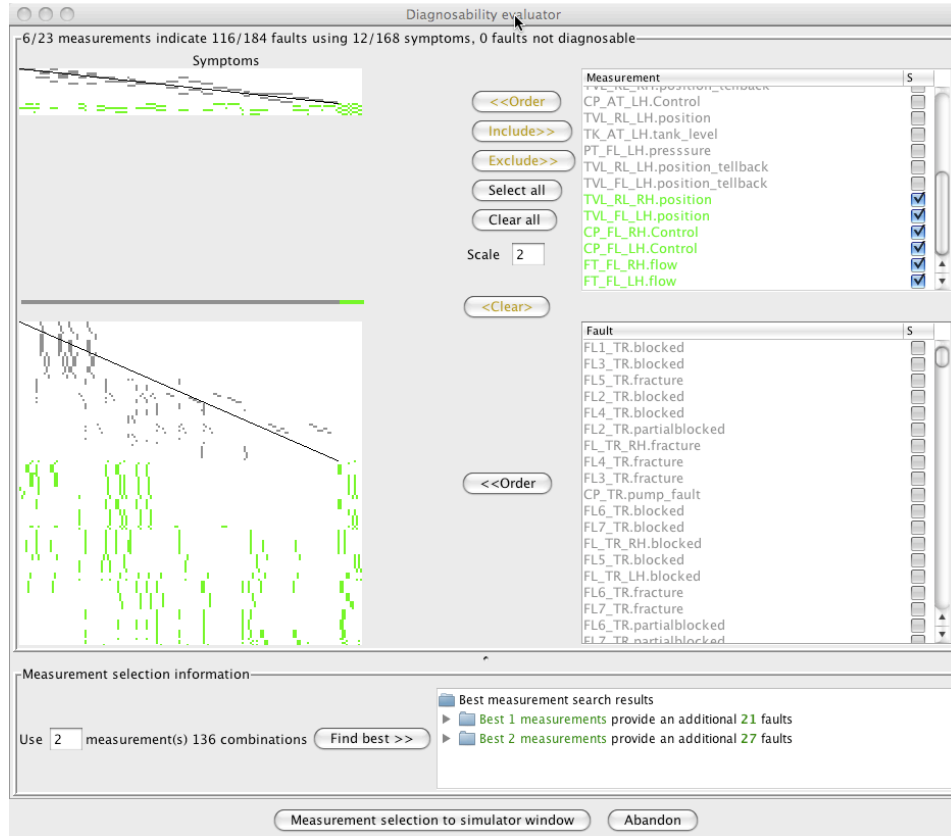 Diagnosability evaluator
6/23 measurements indicate 116/184 faults using 12/168 symptoms, 0 faults not diagnosable
Symptoms
<<Order
Include>>
Exclude>>
Select all
Clear all
Scale 2
<Clear>
Measurement S
TVL_RL_RH.position_tellback
CP_AT_LH.Control
TVL_RL_LH.position
TK_AT_LH.tank_level
PT_FL_LH.presssure
TVL_RL_LH.position_tellback
TVL_FL_LH.position_tellback
TVL_RL_RH.position
TVL_FL_LH.position
CP_FL_RH.Control
CP_FL_LH.Control
FT_FL_RH.flow
FT_FL_LH.flow
<<Order
Fault S
FL1_TR.blocked
FL3_TR.blocked
FL5_TR.fracture
FL2_TR.blocked
FL4_TR.blocked
FL2_TR.partialblocked
FL_TR_RH.fracture
FL4_TR.fracture
FL3_TR.fracture
CP_TR.pump_fault
FL6_TR.blocked
FL7_TR.blocked
FL_TR_RH.blocked
FL5_TR.blocked
FL_TR_LH.blocked
FL6_TR.fracture
FL7_TR.fracture
FL6_TR.partialblocked
FL7_TR.partialblocked
Measurement selection information
Use 2 measurement(s) 136 combinations Find best >>
Best measurement search results
Best 1 measurements provide an additional 21 faults
Best 2 measurements provide an additional 27 faults
Measurement selection to simulator window Abandon